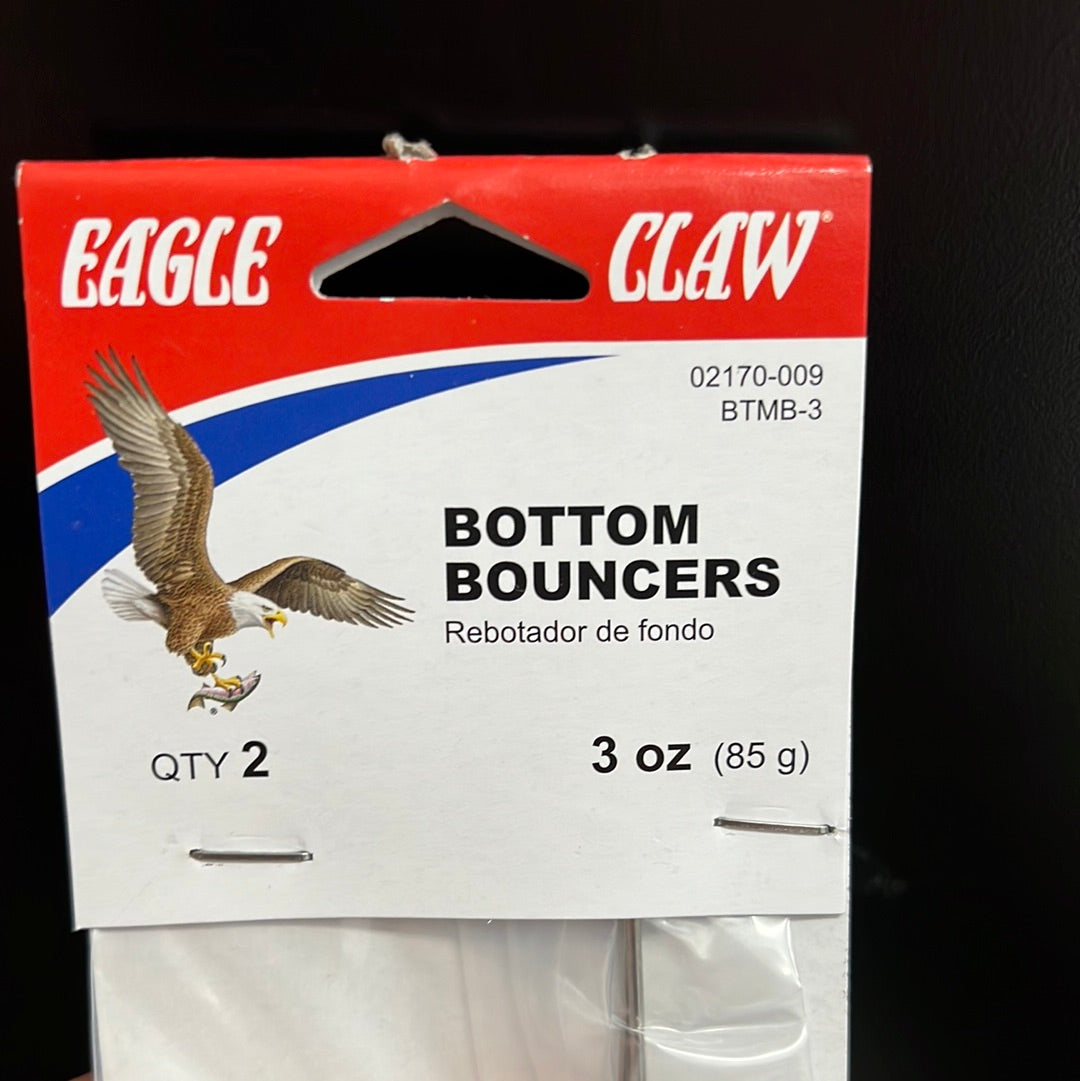 EAGLE CLAW®
02170-009
BTMB-3
BOTTOM
BOUNCERS
Rebotador de fondo
®
QTY 2
3 oz (85 g)